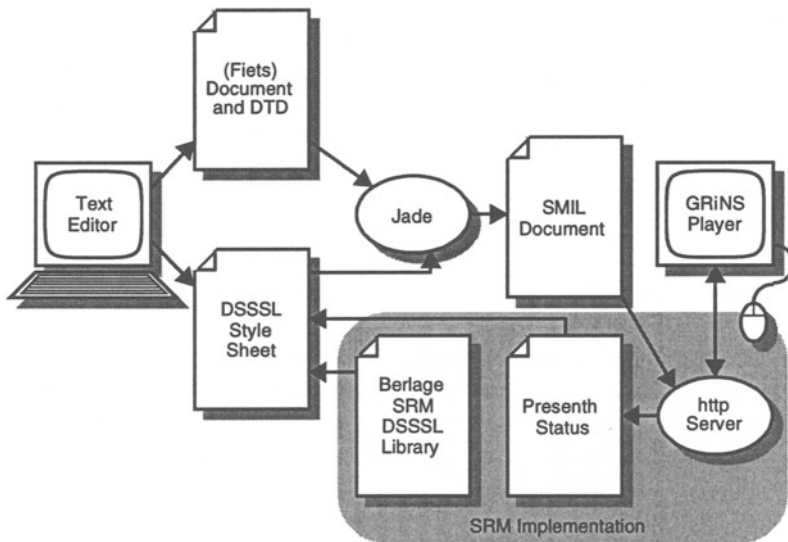 (Fiets)
Document
and DTD
Text
Editor
Jade
SMIL
Document
GRiNS
Player
DSSSL
Style
Sheet
Berlage
SRM
DSSSL
Library
Presenth
Status
http
Server
SRM Implementation